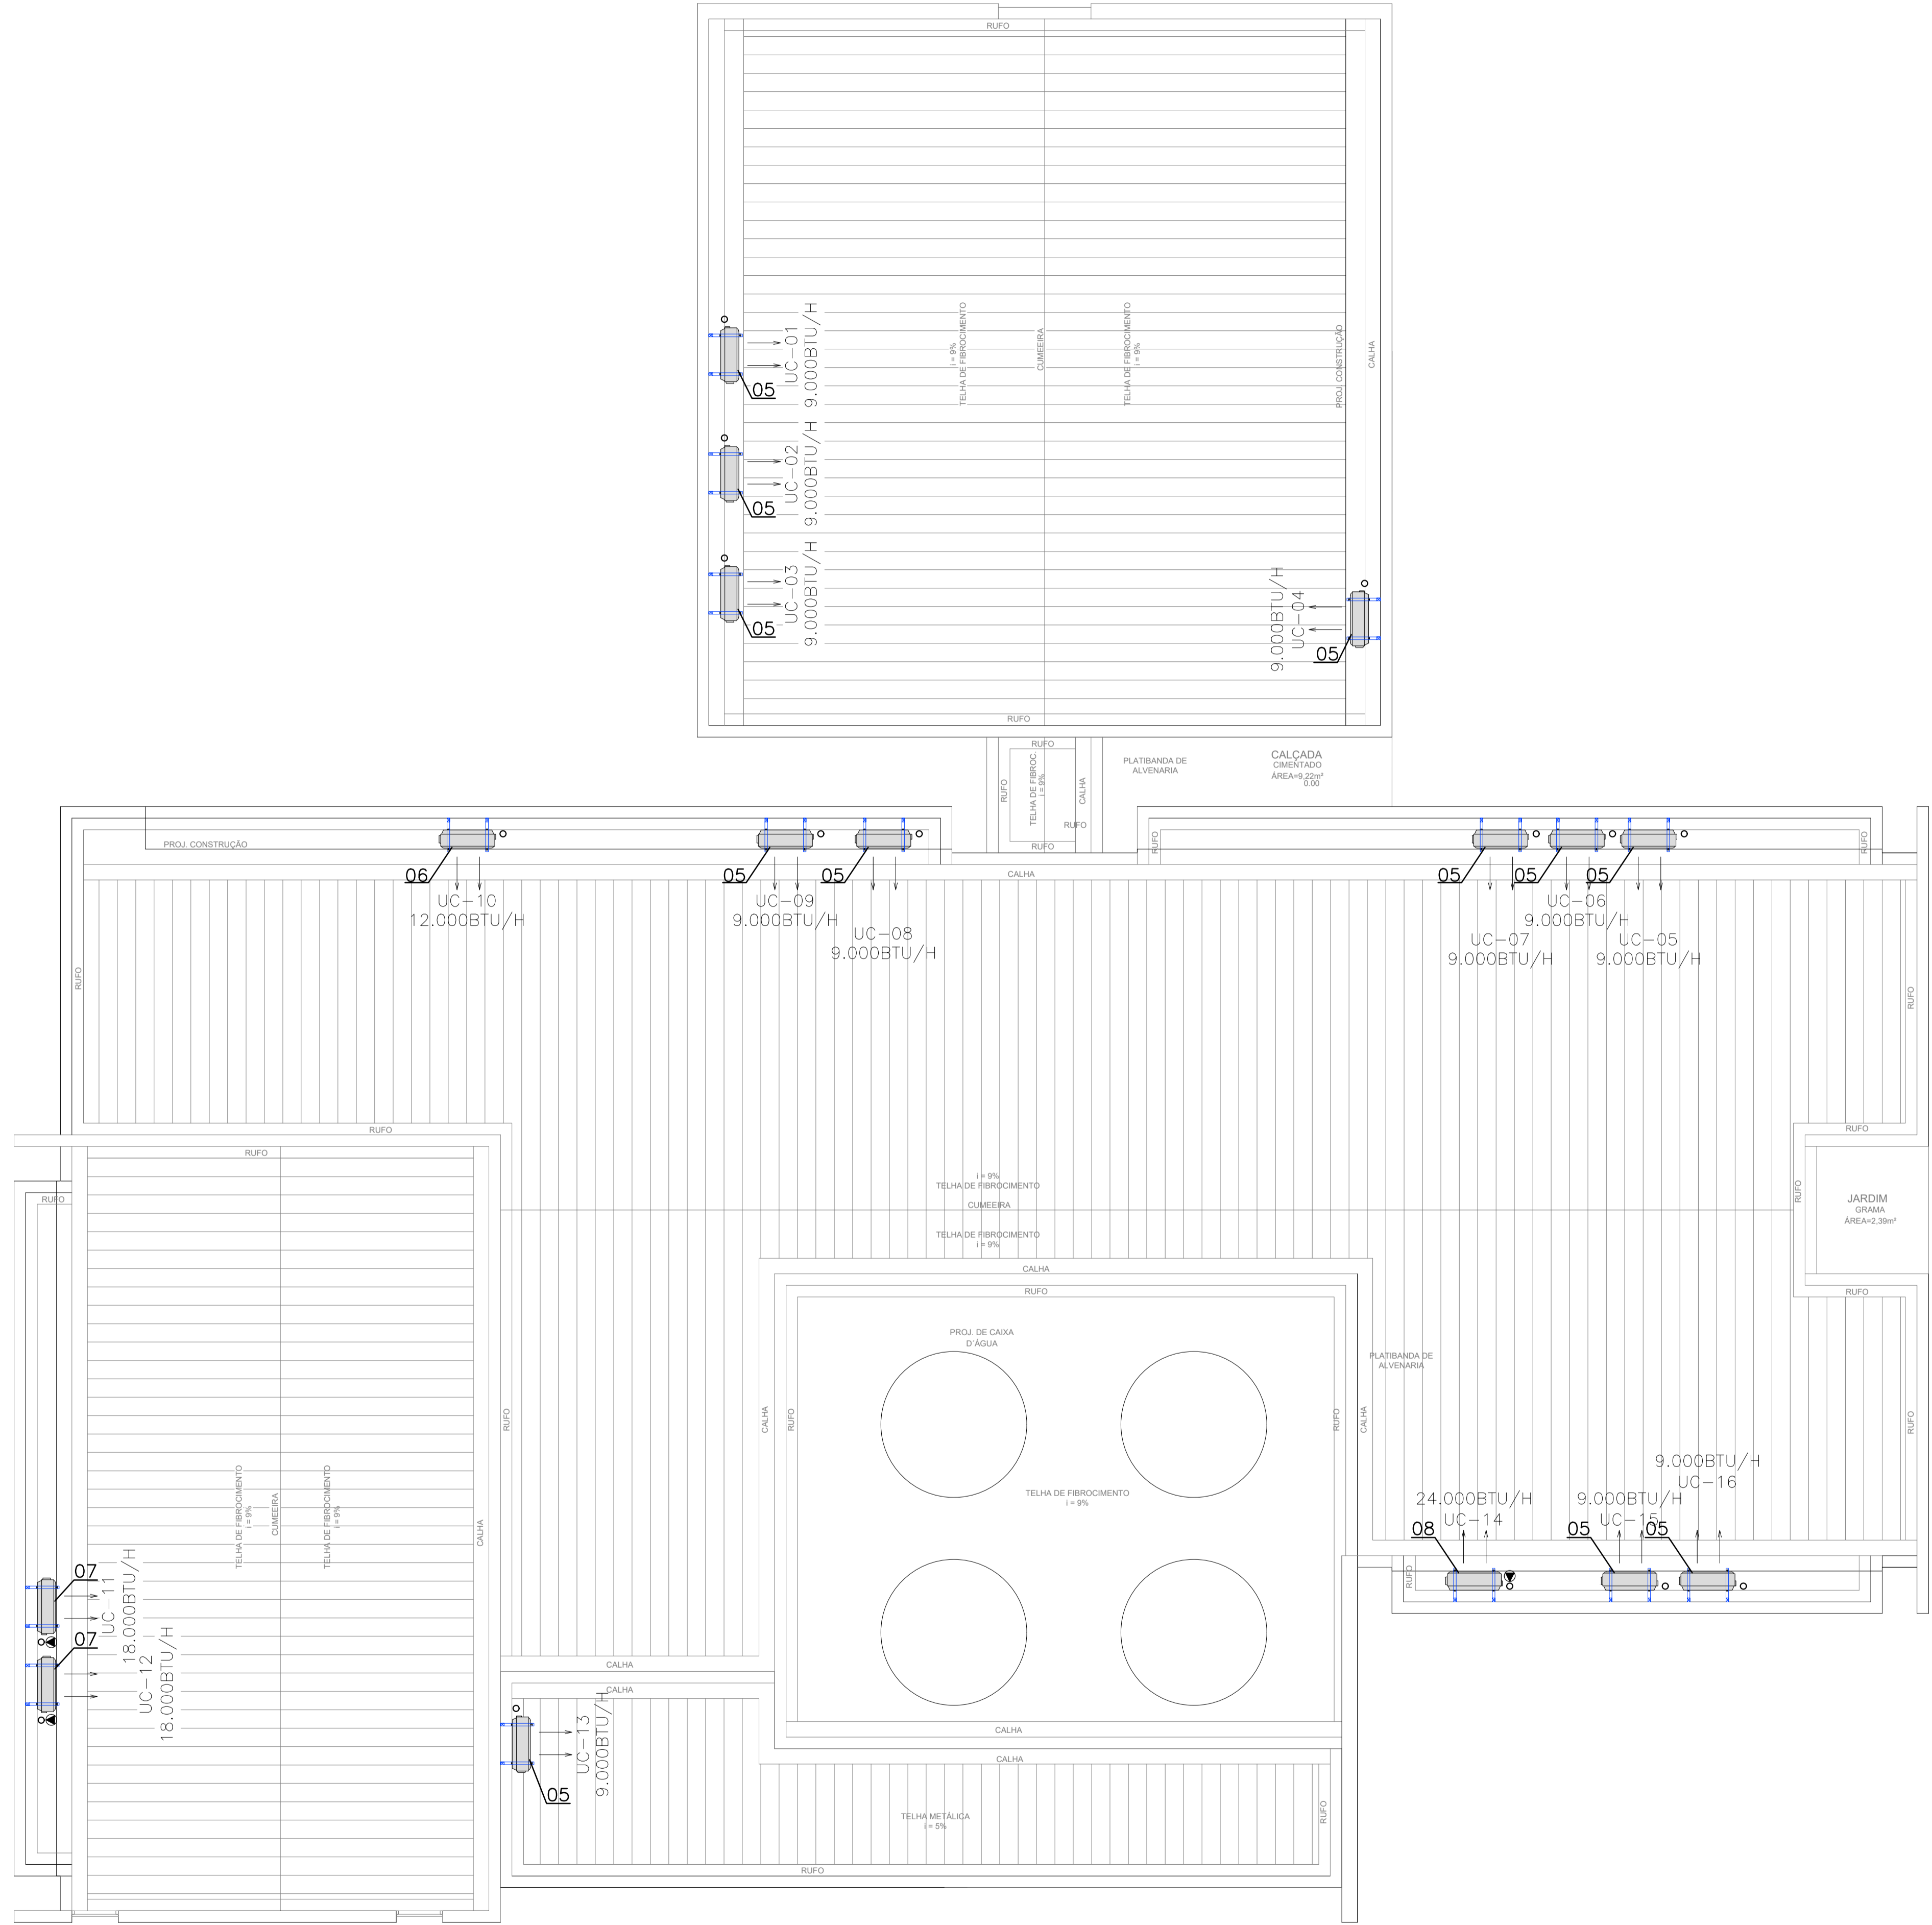 RUFO
UC-01
9.000BTU/H
05
i = 9%
TELHA DE FIBROCIMENTO
CUMEEIRA
TELHA DE FIBROCIMENTO
i = 9%
PROJ. CONSTRUÇÃO
CALHA
UC-02
9.000BTU/H
05
UC-03
9.000BTU/H
05
9.000BTU/H
UC-04
05
RUFO
RUFO
RUFO
TELHA DE FIBROC.
i = 9%
CALHA
RUFO
RUFO
PLATIBANDA DE
ALVENARIA
CALÇADA
CIMENTADO
ÁREA=9,22m²
0.00
PROJ. CONSTRUÇÃO
RUFO
RUFO
CALHA
06
UC-10
12.000BTU/H
05
UC-09
9.000BTU/H
05
UC-08
9.000BTU/H
05
UC-07
9.000BTU/H
05
UC-06
9.000BTU/H
05
UC-05
9.000BTU/H
RUFO
RUFO
RUFO
RUFO
RUFO
RUFO
i = 9%
TELHA DE FIBROCIMENTO
CUMEEIRA
TELHA DE FIBROCIMENTO
i = 9%
RUFO
JARDIM
GRAMA
ÁREA=2,39m²
RUFO
CALHA
RUFO
PROJ. DE CAIXA
D´ÁGUA
PLATIBANDA DE
ALVENARIA
RUFO
CALHA
RUFO
RUFO
CALHA
RUFO
TELHA DE FIBROCIMENTO
i = 9%
TELHA DE FIBROCIMENTO
i = 9%
CUMEEIRA
TELHA DE FIBROCIMENTO
i = 9%
CALHA
24.000BTU/H
UC-14
08
9.000BTU/H
UC-15
05
9.000BTU/H
UC-16
05
RUFO
07
UC-11
18.000BTU/H
07
UC-12
18.000BTU/H
CALHA
CALHA
UC-13
9.000BTU/H
05
CALHA
CALHA
TELHA METÁLICA
i = 5%
RUFO
RUFO